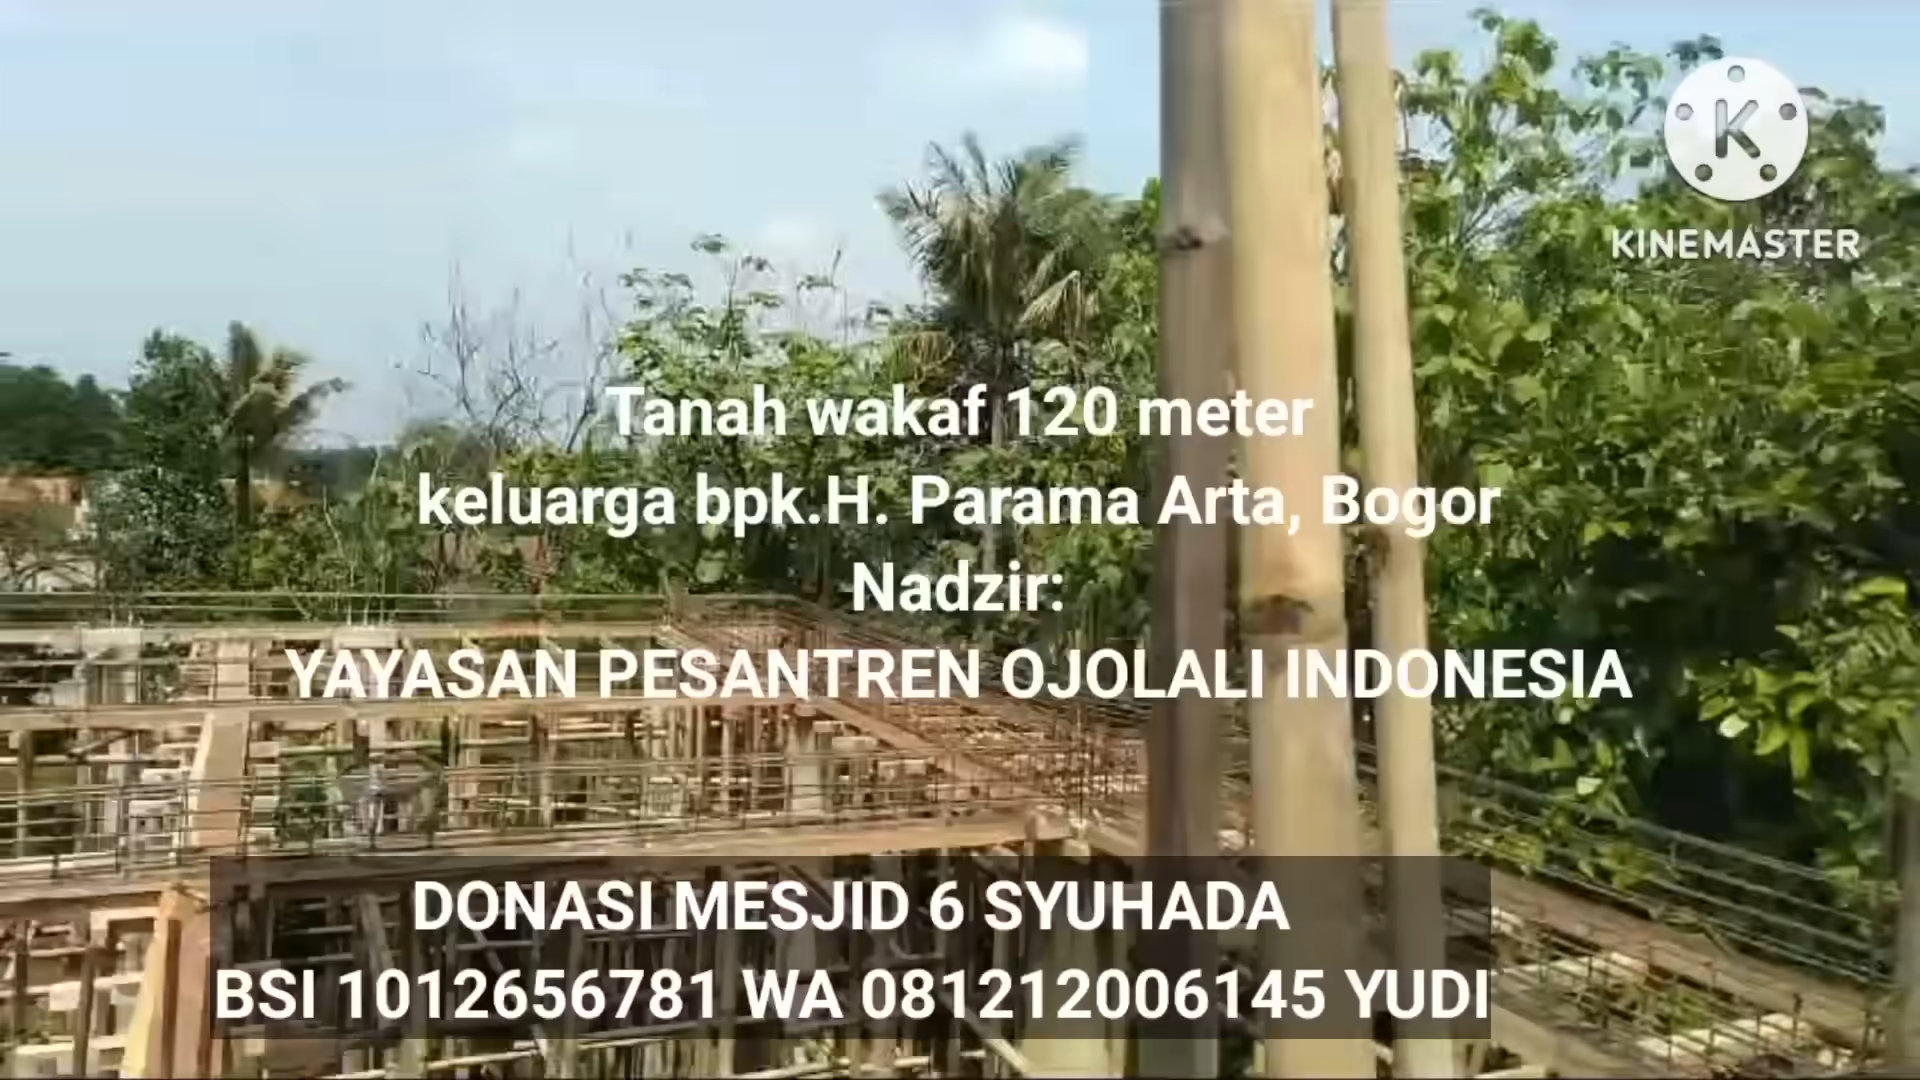 K
KINEMASTER
Tanah wakaf 120 meter
keluarga bpk.H. Parama Arta, Bogor
Nadzir:
YAYASAN PESANTREN OJOLALI INDONESIA
DONASI MESJID 6 SYUHADA
BSI 1012656781 WA 081212006145 YUDI